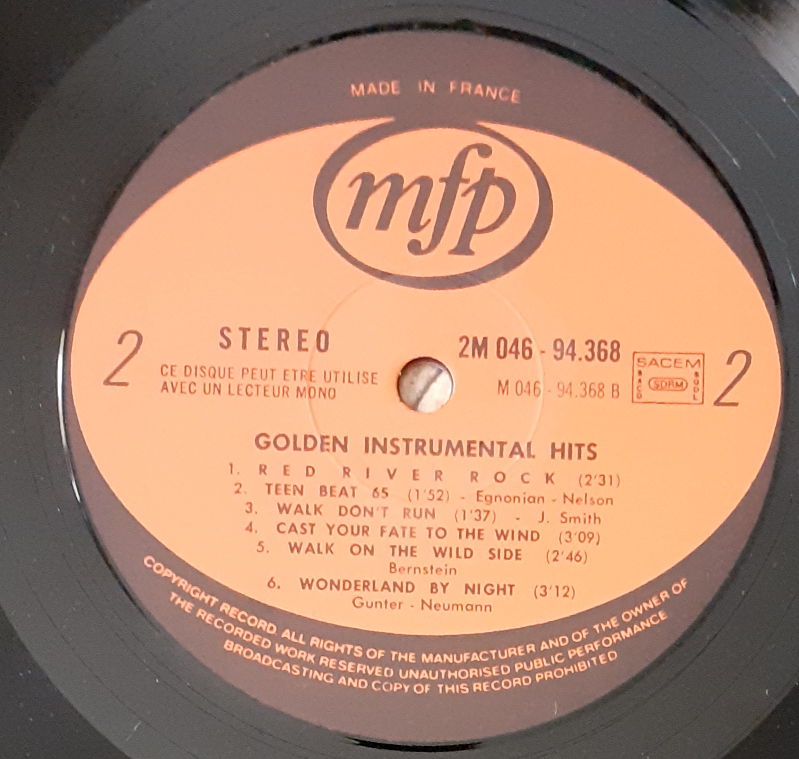 MADE IN FRANCE
mfp
STEREO
2M 046 - 94.368
2
CE DISQUE PEUT ETRE UTILISE
AVEC UN LECTEUR MONO
M 046 - 94.368 B
SACEM
SACD
SDRM
SGDL
2
GOLDEN INSTRUMENTAL HITS
1. RED RIVER ROCK (2'31)
2. TEEN BEAT 65 (1'52) - Egnonian - Nelson
3. WALK DON'T RUN (1'37) - J. Smith
4. CAST YOUR FATE TO THE WIND (3'09)
5. WALK ON THE WILD SIDE (2'46)
Bernstein
6. WONDERLAND BY NIGHT (3'12)
Gunter - Neumann
COPYRIGHT RECORD ALL RIGHTS OF THE MANUFACTURER AND OF THE OWNER OF
THE RECORDED WORK RESERVED UNAUTHORISED PUBLIC PERFORMANCE
BROADCASTING AND COPY OF THIS RECORD PROHIBITED